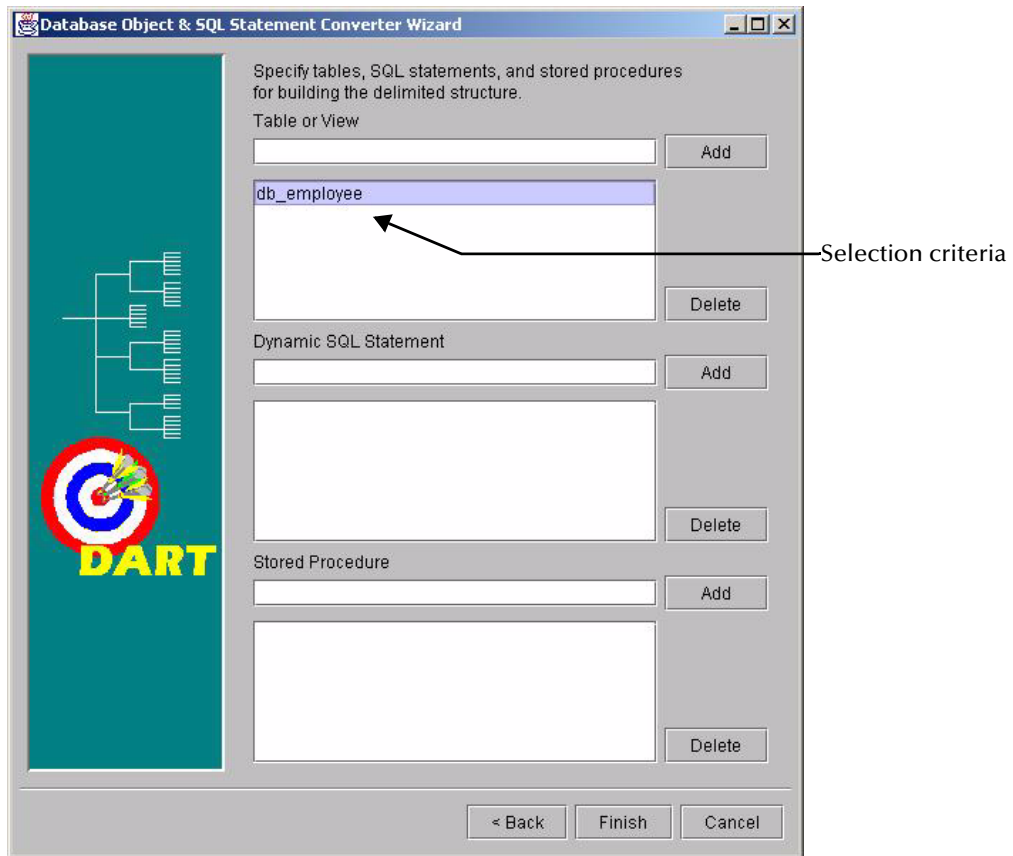 Database Object & SQL Statement Converter Wizard
Specify tables, SQL statements, and stored procedures
for building the delimited structure.
Table or View
Add
db_employee
Selection criteria
Delete
Dynamic SQL Statement
Add
Delete
DART
Stored Procedure
Add
Delete
< Back
Finish
Cancel